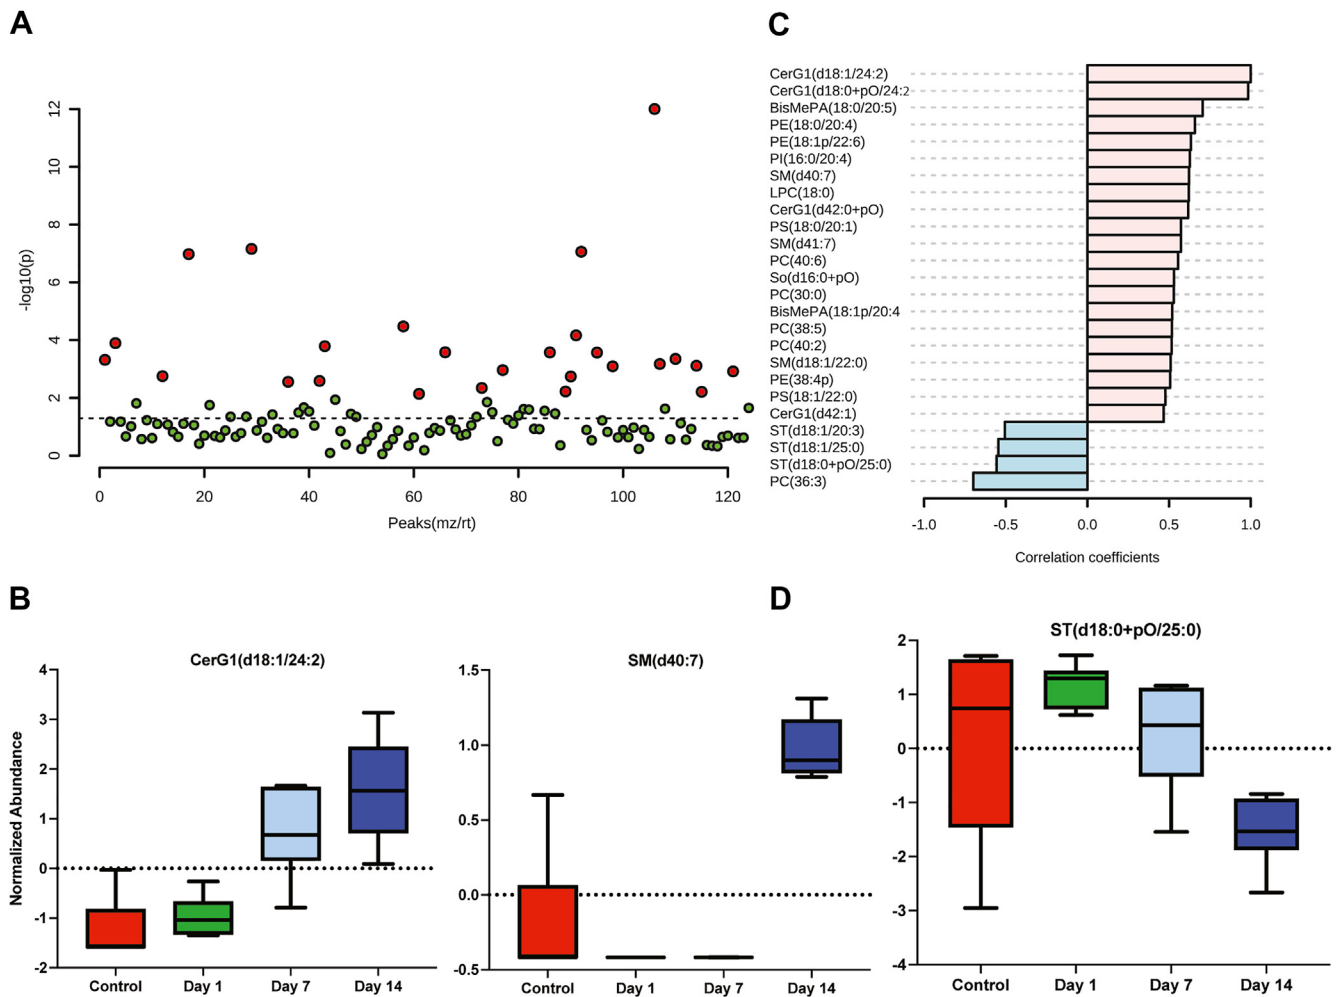 A
12
10
8
6
4
2
0
-log10(p)
0 20 40 60 80 100 120
Peaks(mz/rt)
C
CerG1(d18:1/24:2)
CerG1(d18:0+pO/24:2
BisMePA(18:0/20:5)
PE(18:0/20:4)
PE(18:1p/22:6)
PI(16:0/20:4)
SM(d40:7)
LPC(18:0)
CerG1(d42:0+pO)
PS(18:0/20:1)
SM(d41:7)
PC(40:6)
So(d16:0+pO)
PC(30:0)
BisMePA(18:1p/20:4
PC(38:5)
PC(40:2)
SM(d18:1/22:0)
PE(38:4p)
PS(18:1/22:0)
CerG1(d42:1)
ST(d18:1/20:3)
ST(d18:1/25:0)
ST(d18:0+pO/25:0)
PC(36:3)
-1.0 -0.5 0.0 0.5 1.0
Correlation coefficients
B
CerG1(d18:1/24:2)
Normalized Abundance
4
3
2
1
0
-1
-2
Control Day 1 Day 7 Day 14
SM(d40:7)
1.5
1.0
0.5
0.0
-0.5
Control Day 1 Day 7 Day 14
D
ST(d18:0+pO/25:0)
2
1
0
-1
-2
-3
-4
Control Day 1 Day 7 Day 14